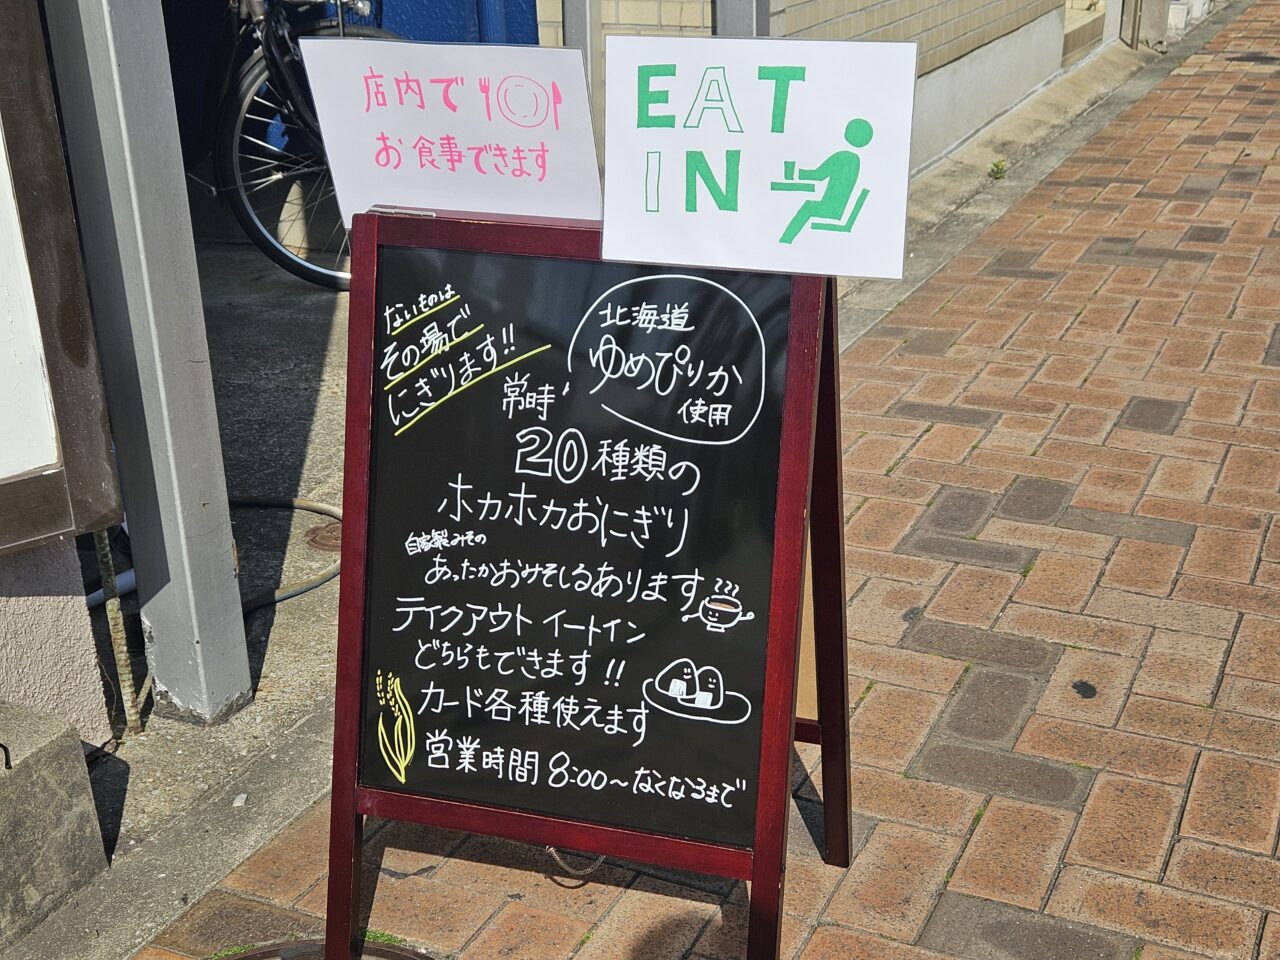 店内で
お食事できます
EAT
IN
ないものは
その場で
にぎります!!
北海道
ゆめぴりか
使用
常時
20種類の
ホカホカおにぎり
自家製みその
あったかおみそしるあります
テイクアウト イートイン
どちらもできます!!
カード各種使えます
営業時間 8:00～なくなるまで